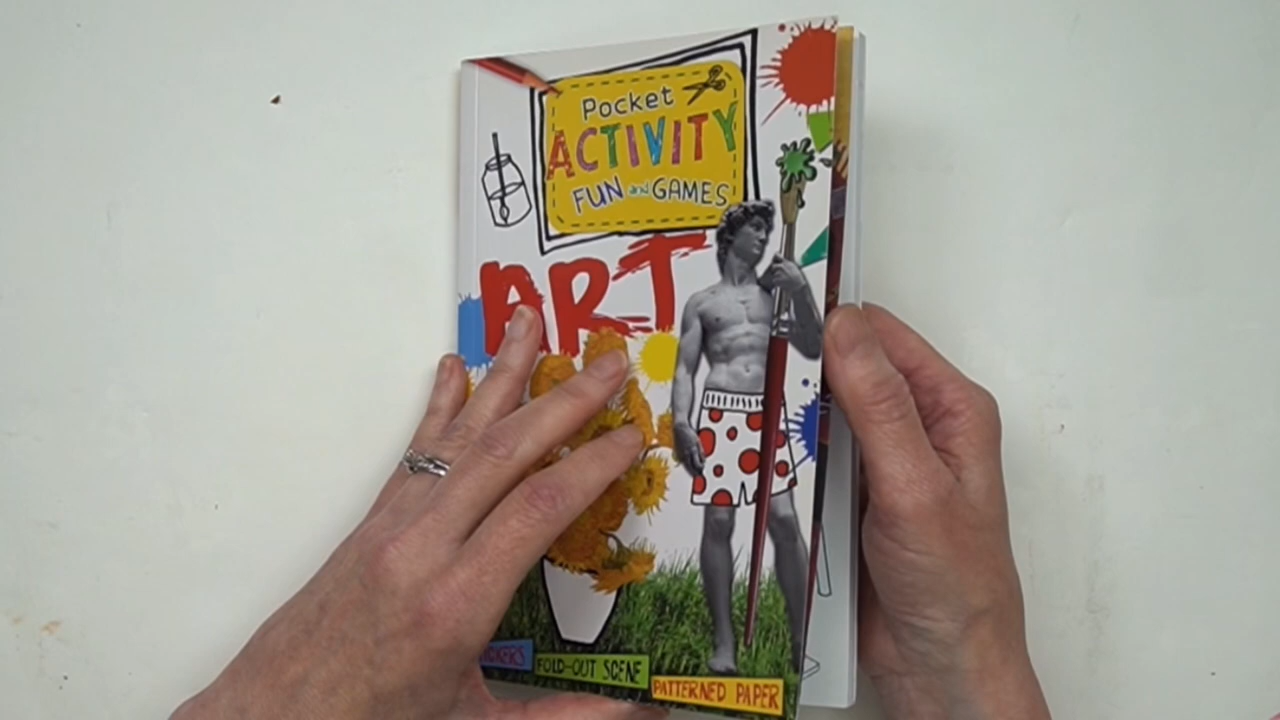 Pocket
ACTIVITY
FUN and GAMES
ART
FOLD-OUT SCENE
PATTERNED PAPER